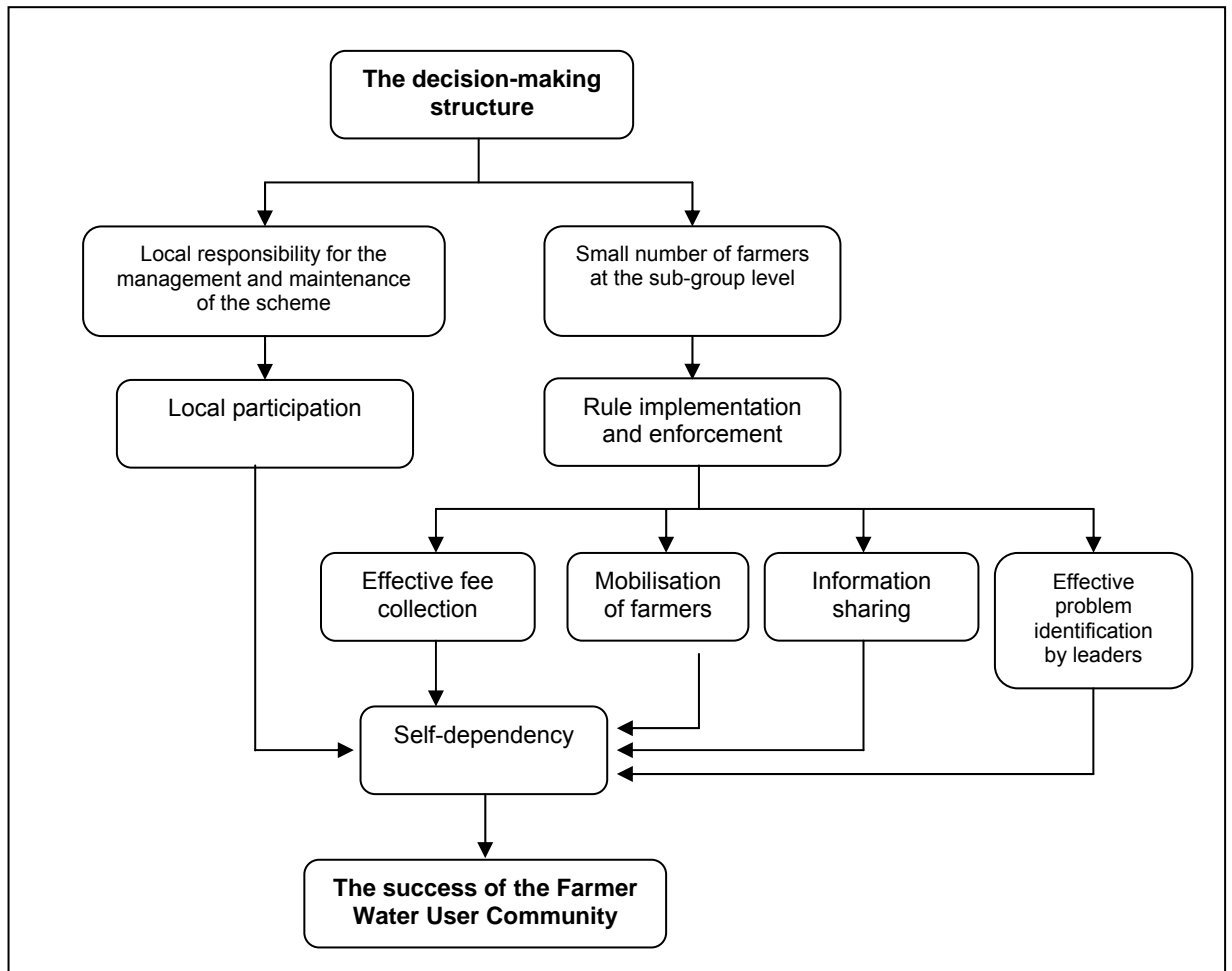 The decision-making
structure
Local responsibility for the
management and maintenance
of the scheme
Small number of farmers
at the sub-group level
Local participation
Rule implementation
and enforcement
Effective fee
collection
Mobilisation
of farmers
Information
sharing
Effective
problem
identification
by leaders
Self-dependency
The success of the Farmer
Water User Community